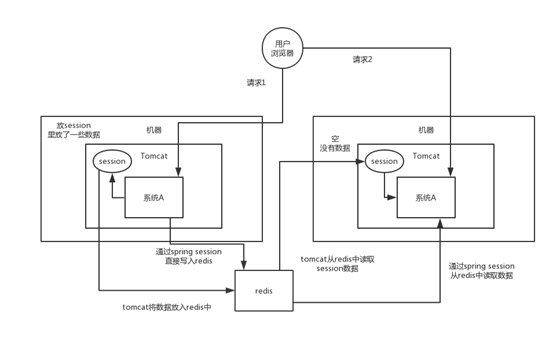 用户
浏览器
请求1
请求2
放session
里放了一些数据
机器
session
Tomcat
系统A
空
没有数据
机器
session
Tomcat
系统A
通过spring session
直接写入redis
tomcat从redis中读取
session数据
通过spring session
从redis中读取数据
redis
tomcat将数据放入redis中